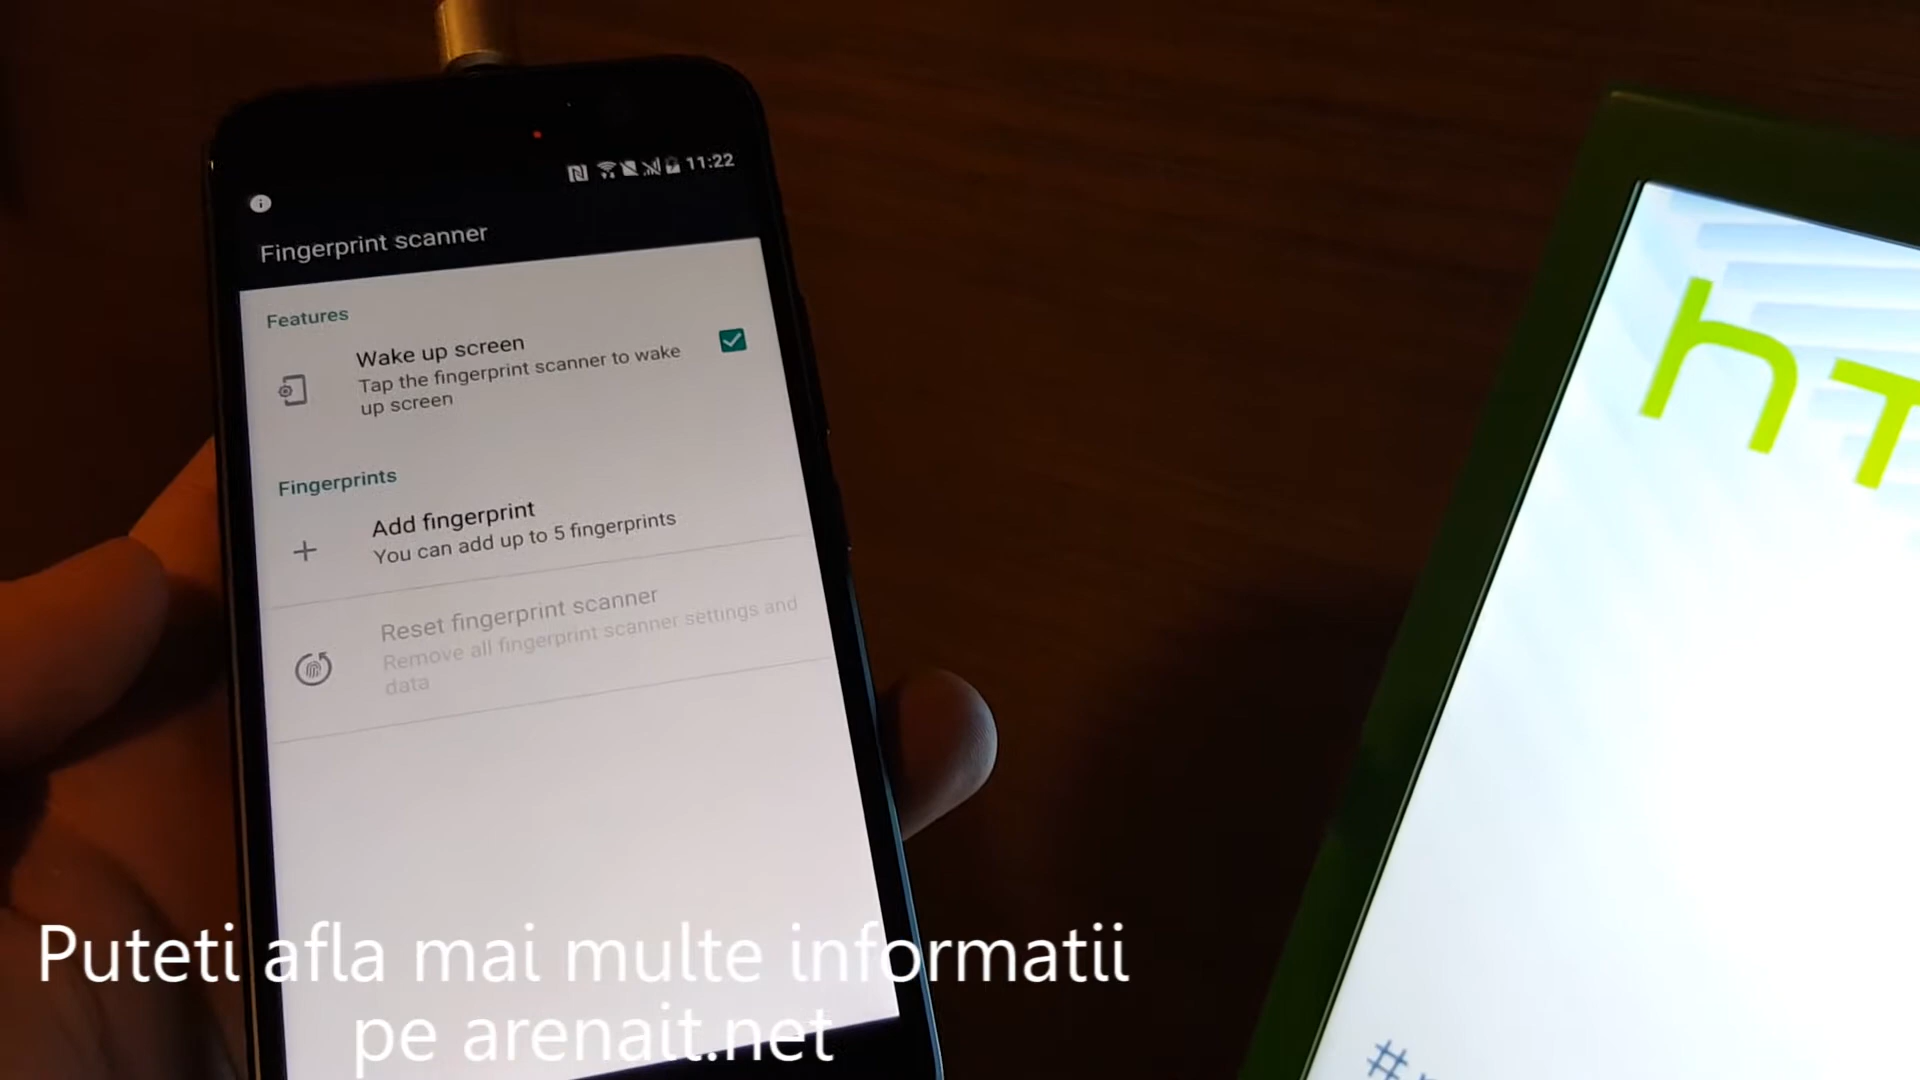 11:22
Fingerprint scanner
Features
Wake up screen
Tap the fingerprint scanner to wake
up screen
Fingerprints
Add fingerprint
You can add up to 5 fingerprints
Reset fingerprint scanner
Remove all fingerprint scanner settings and
data
hT
#
Puteti afla mai multe informatii
pe arenait.net